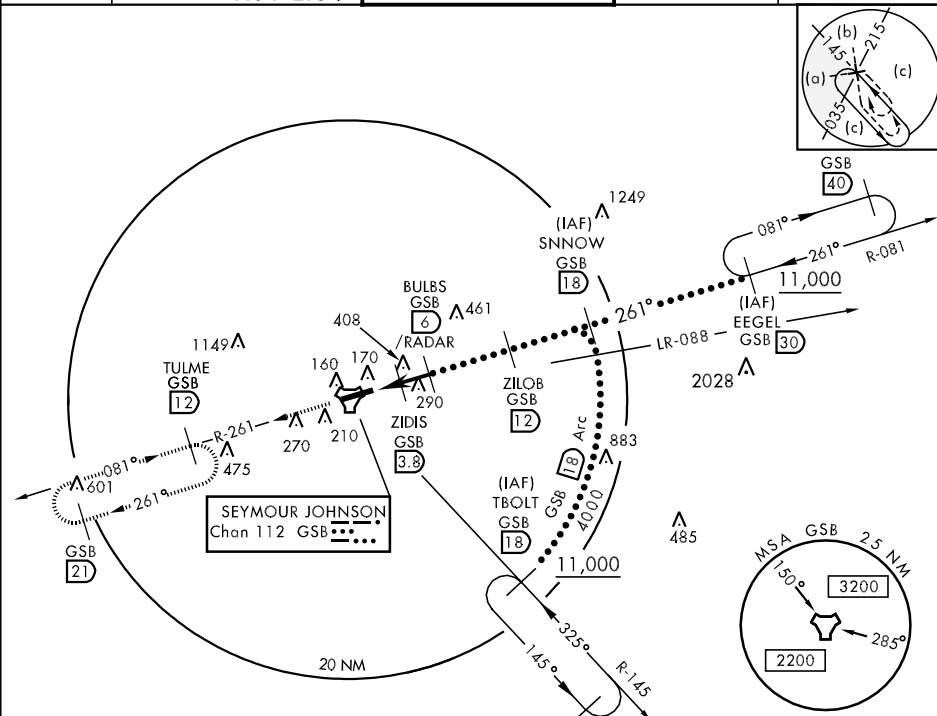 (b)
145
215
(a)
(c)
035
(c)
GSB
40
1249
(IAF)
SNNOW
GSB
18
081°
261°
R-081
11,000
(IAF)
EEGEL
GSB 30
261°
LR-088
2028
BULBS
GSB
6
/RADAR
461
408
1149
TULME
GSB
12
160
170
290
ZILOB
GSB
12
R-261
270
210
ZIDIS
GSB
3.8
475
081°
601
261°
GSB
21
SEYMOUR JOHNSON
Chan 112 GSB
(IAF)
TBOLT
GSB
18
GSB 18 Arc
4000
883
485
11,000
325°
145°
R-145
20 NM
MSA GSB 25 NM
150°
3200
285°
2200